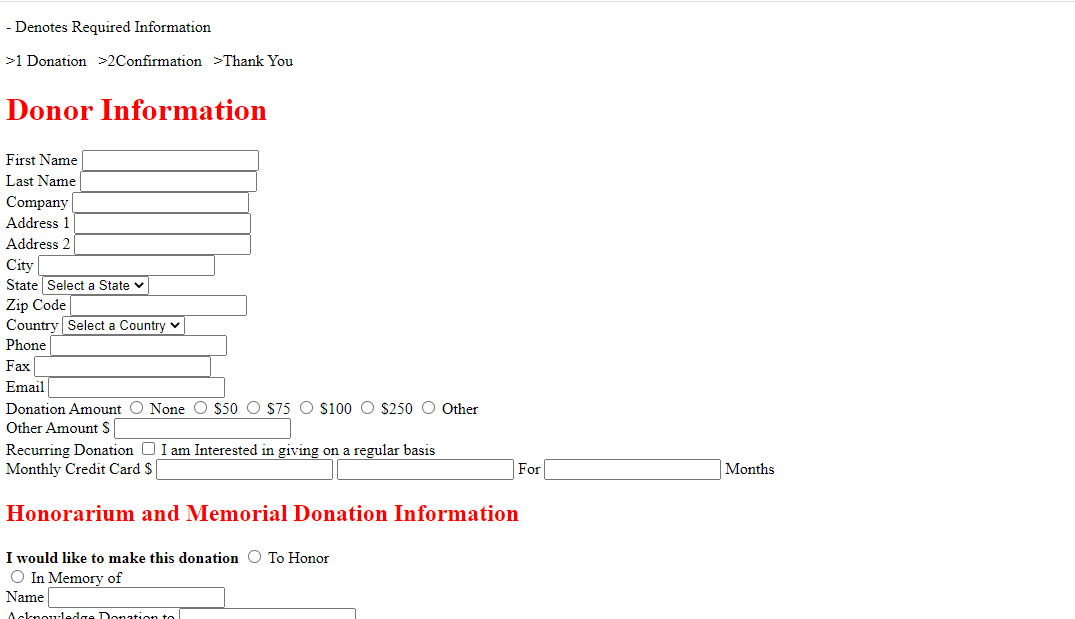 - Denotes Required Information
>1 Donation >2Confirmation >Thank You
Donor Information
First Name
Last Name
Company
Address 1
Address 2
City
State Select a State
Zip Code
Country Select a Country
Phone
Fax
Email
Donation Amount None $50 $75 $100 $250 Other
Other Amount $
Recurring Donation I am Interested in giving on a regular basis
Monthly Credit Card $ For Months
Honorarium and Memorial Donation Information
I would like to make this donation To Honor
In Memory of
Name
Acknowledge Donation to